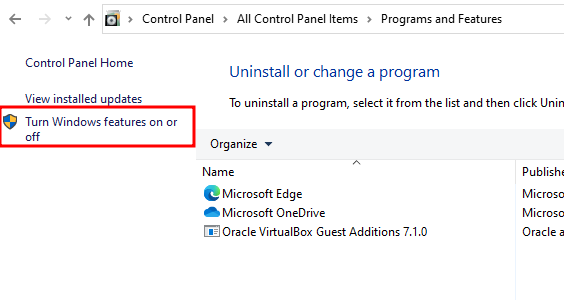 Control Panel > All Control Panel Items > Programs and Features
Control Panel Home
View installed updates
Turn Windows features on or
off
Uninstall or change a program
To uninstall a program, select it from the list and then click Unin
Organize
Name
Publishe
Microsoft Edge
Microso
Microsoft OneDrive
Microso
Oracle VirtualBox Guest Additions 7.1.0
Oracle a